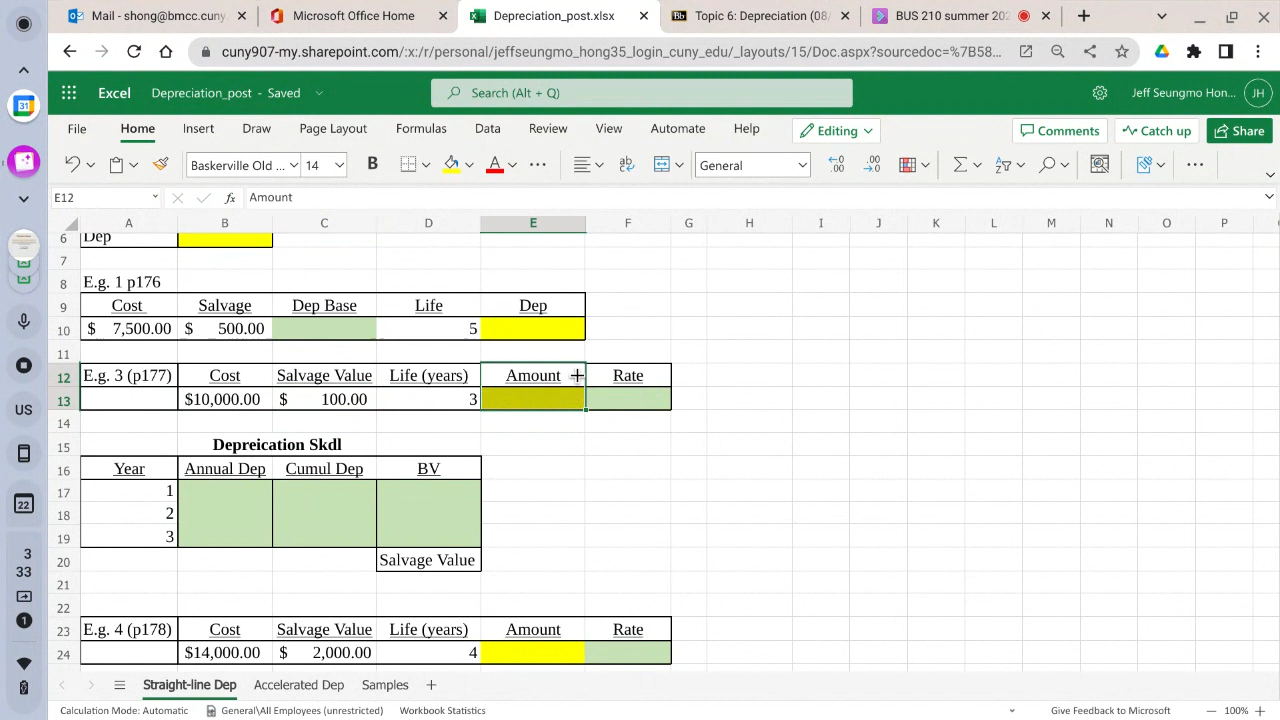 Mail - shong@bmcc.cuny. Microsoft Office Home Depreciation_post.xlsx Topic 6: Depreciation (08/ BUS 210 summer 202
cuny907-my.sharepoint.com/:x:/r/personal/jeffseungmo_hong35_login_cuny_edu/_layouts/15/Doc.aspx?sourcedoc=%7B58...
Excel Depreciation_post - Saved Search (Alt + Q) Jeff Seungmo Hon... JH
File Home Insert Draw Page Layout Formulas Data Review View Automate Help Editing Comments Catch up Share
Baskerville Old ... 14 B A General
E12 fx Amount
A B C D E F G H I J K L M N O P
6 Dep
7
8 E.g. 1 p176
9 Cost Salvage Dep Base Life Dep
10 $ 7,500.00 $ 500.00 5
11
12 E.g. 3 (p177) Cost Salvage Value Life (years) Amount Rate
13 $10,000.00 $ 100.00 3
14
15 Depreication Skdl
16 Year Annual Dep Cumul Dep BV
17 1
18 2
19 3
20 Salvage Value
21
22
23 E.g. 4 (p178) Cost Salvage Value Life (years) Amount Rate
24 $14,000.00 $ 2,000.00 4
Straight-line Dep Accelerated Dep Samples
Calculation Mode: Automatic General\All Employees (unrestricted) Workbook Statistics Give Feedback to Microsoft 100%
31
US
22
3
33
1